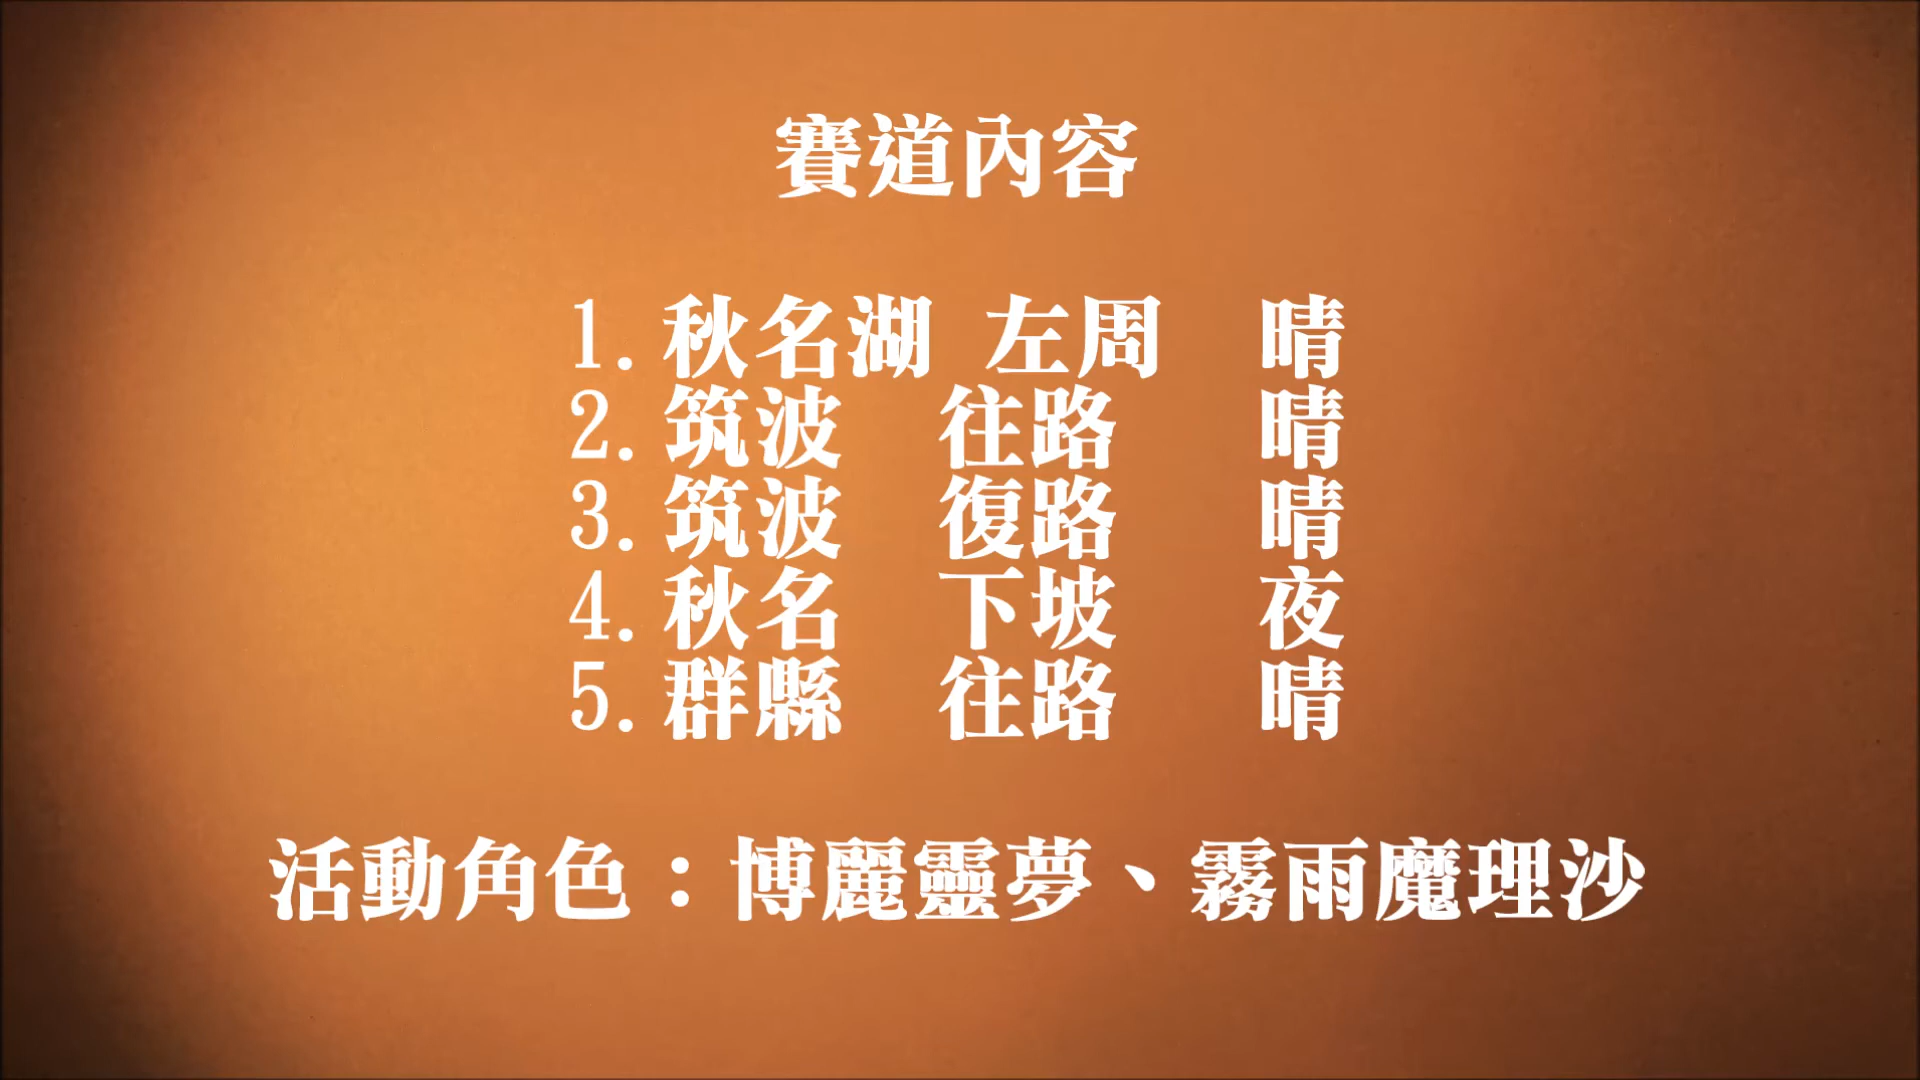 賽道內容
1.秋名湖 左周 晴
2.筑波 往路 晴
3.筑波 復路 晴
4.秋名 下坡 夜
5.群縣 往路 晴
活動角色：博麗靈夢、霧雨魔理沙